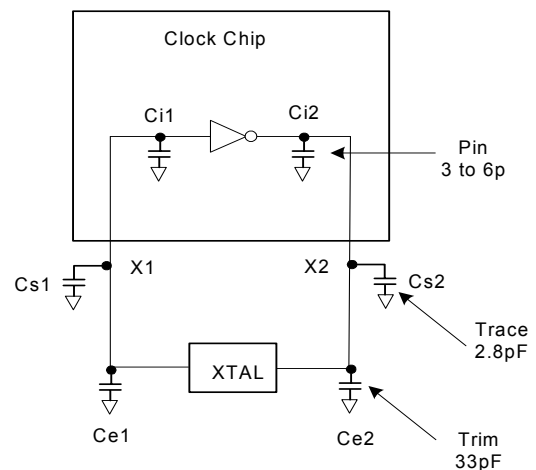 Clock Chip
Ci1
Ci2
Pin
3 to 6p
X1
X2
Cs1
Cs2
Trace
2.8pF
XTAL
Ce1
Ce2
Trim
33pF